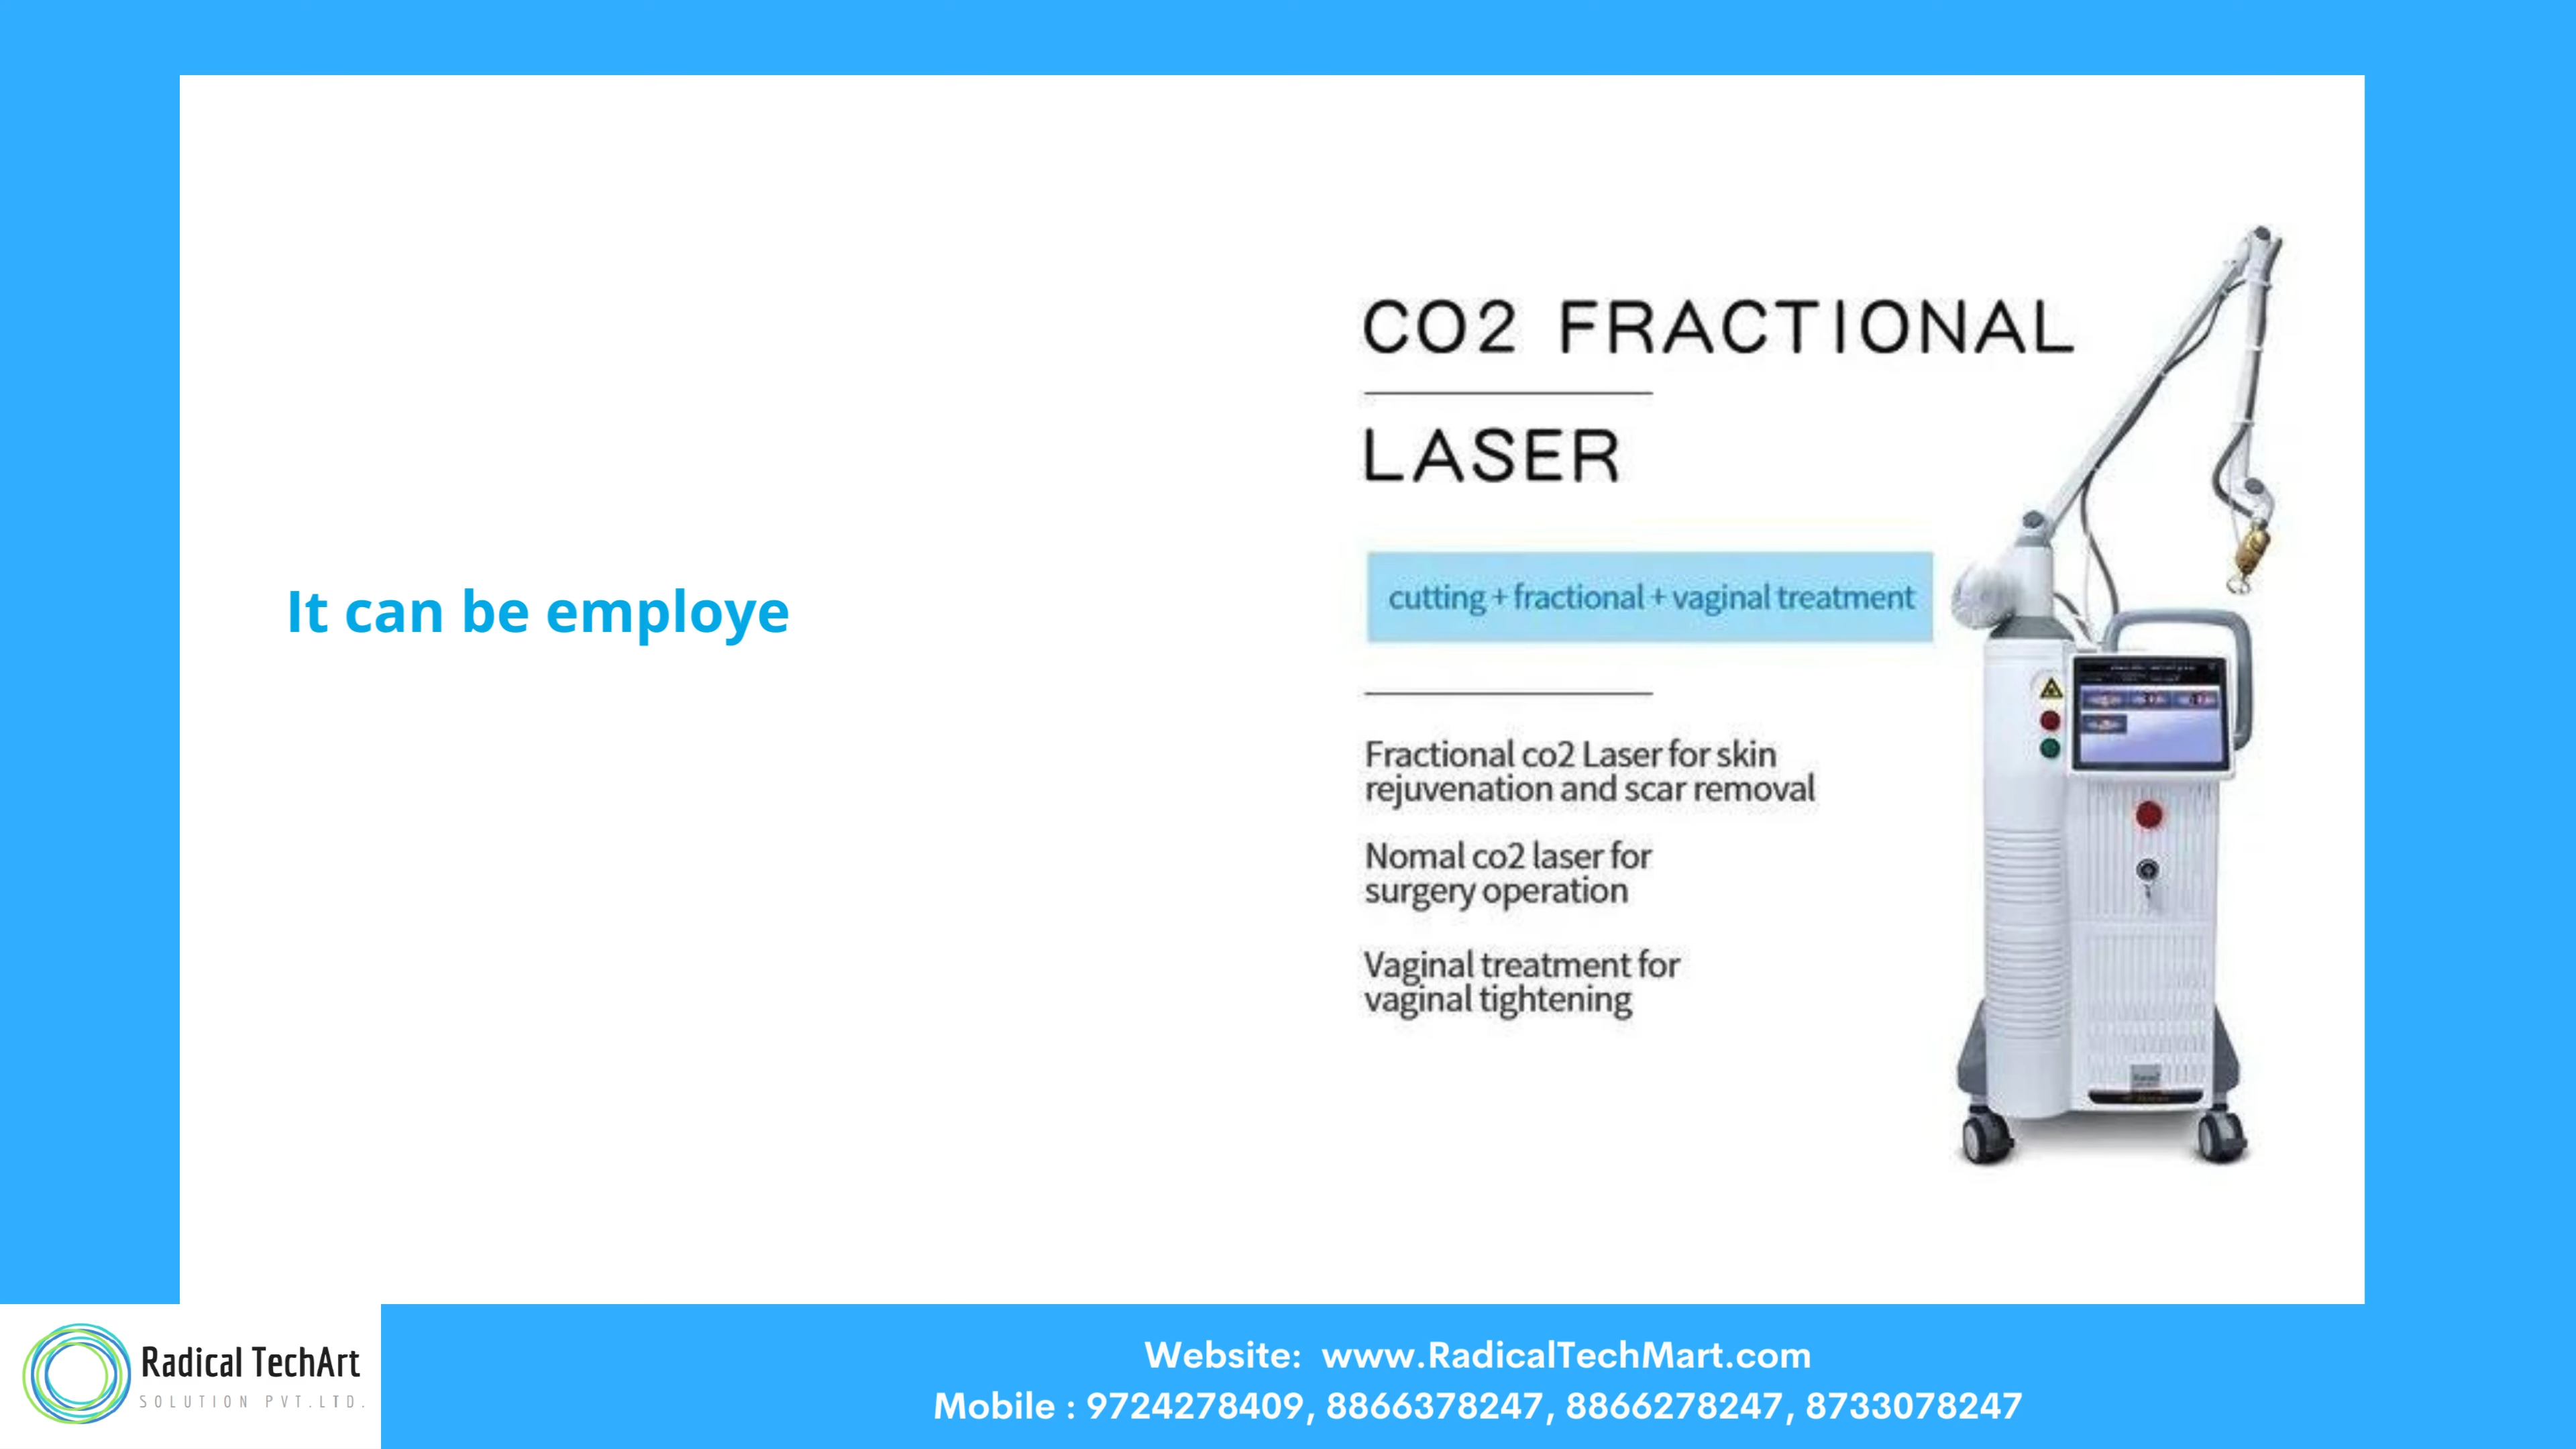 It can be employe
CO2 FRACTIONAL
LASER
cutting + fractional + vaginal treatment
Fractional co2 Laser for skin
rejuvenation and scar removal
Nomal co2 laser for
surgery operation
Vaginal treatment for
vaginal tightening
Radical TechArt
SOLUTION PVT.LTD.
Website: www.RadicalTechMart.com
Mobile : 9724278409, 8866378247, 8866278247, 8733078247